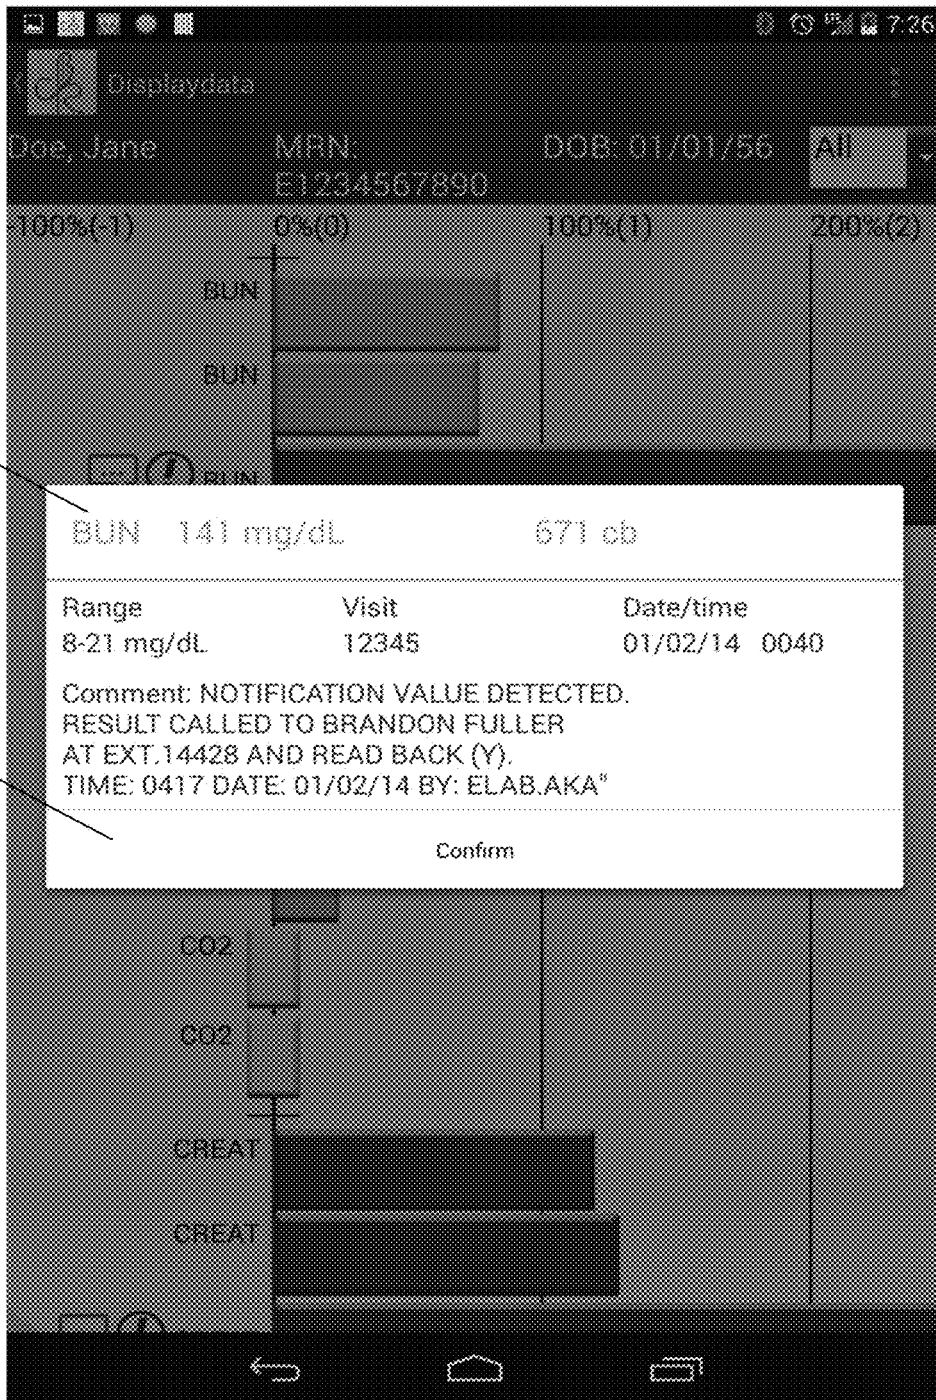 7:26
Displaydata
Doe, Jane MRN: DOB: 01/01/56 All
E1234567890
-100%(-1) 0%(0) 100%(1) 200%(2)
BUN
BUN
BUN
BUN 141 mg/dL 671 cb
Range Visit Date/time
8-21 mg/dL 12345 01/02/14 0040
Comment: NOTIFICATION VALUE DETECTED.
RESULT CALLED TO BRANDON FULLER
AT EXT.14428 AND READ BACK (Y).
TIME: 0417 DATE: 01/02/14 BY: ELAB.AKA"
Confirm
CO2
CO2
CREAT
CREAT